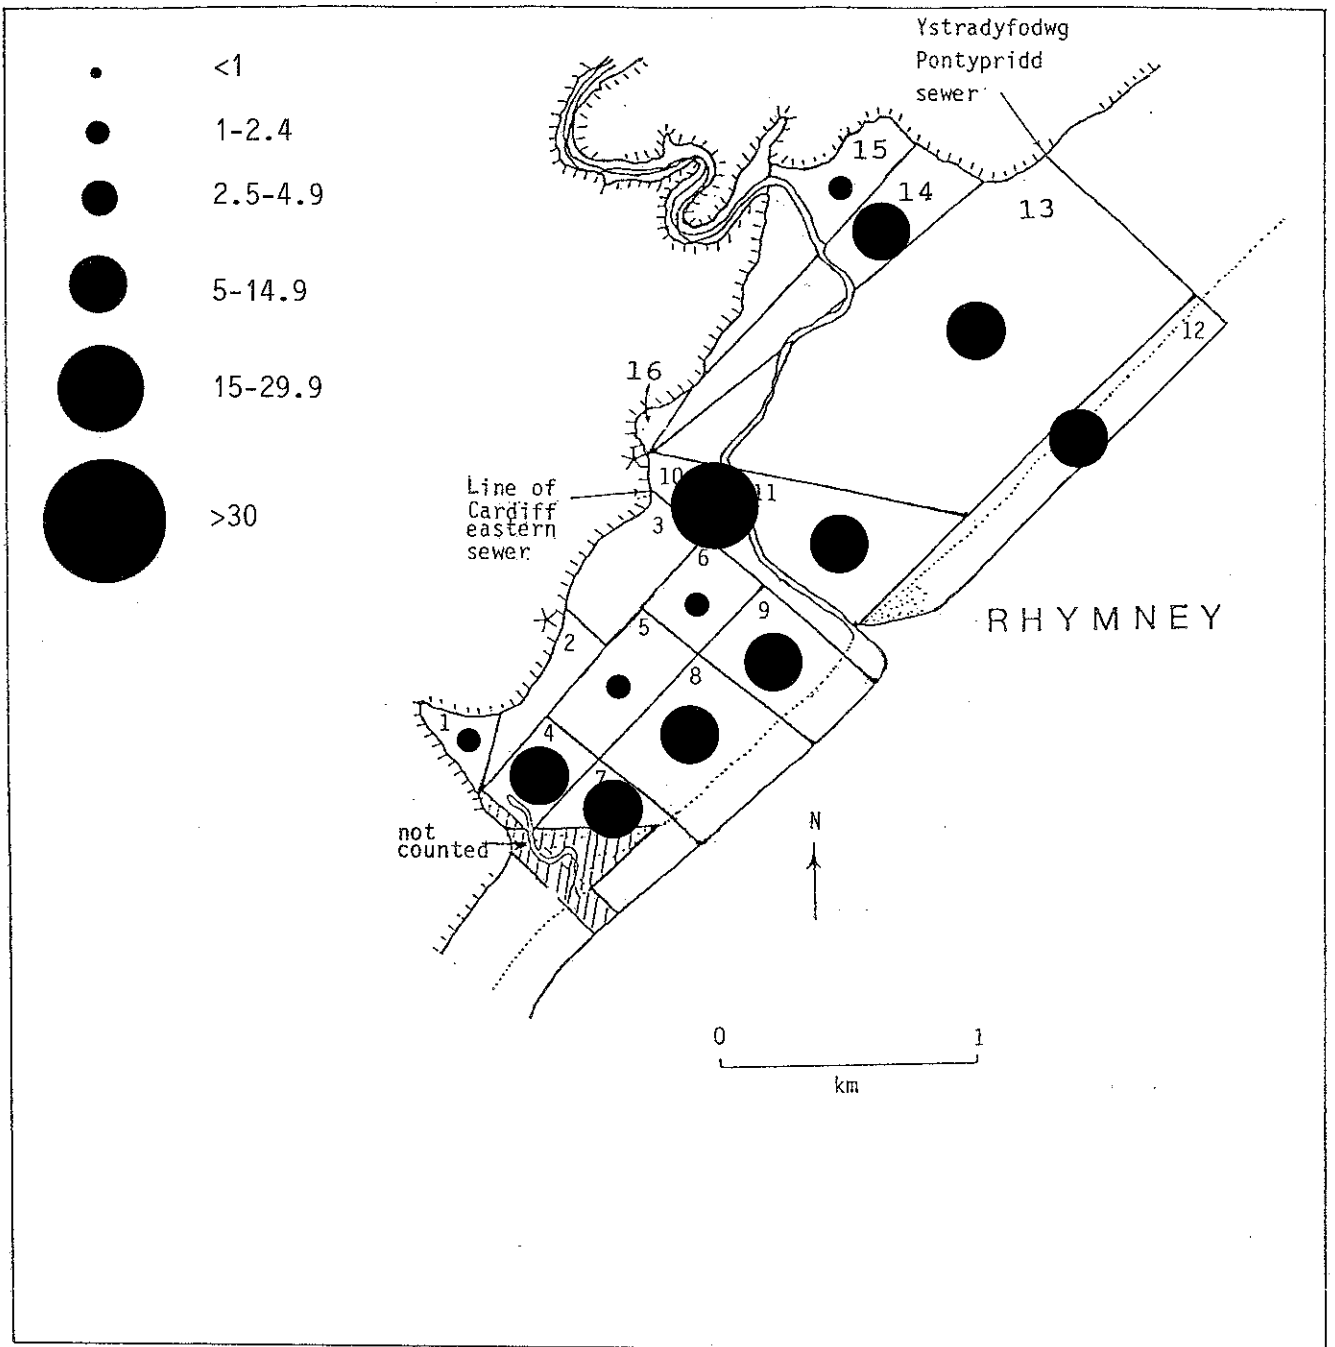 <1
1-2.4
2.5-4.9
5-14.9
15-29.9
>30
Ystradyfodwg
Pontypridd
sewer
15
14
13
12
16
10
11
Line of
Cardiff
eastern
sewer
3
6
9
5
2
8
RHYMNEY
1
4
7
not
counted
N
0 1
km